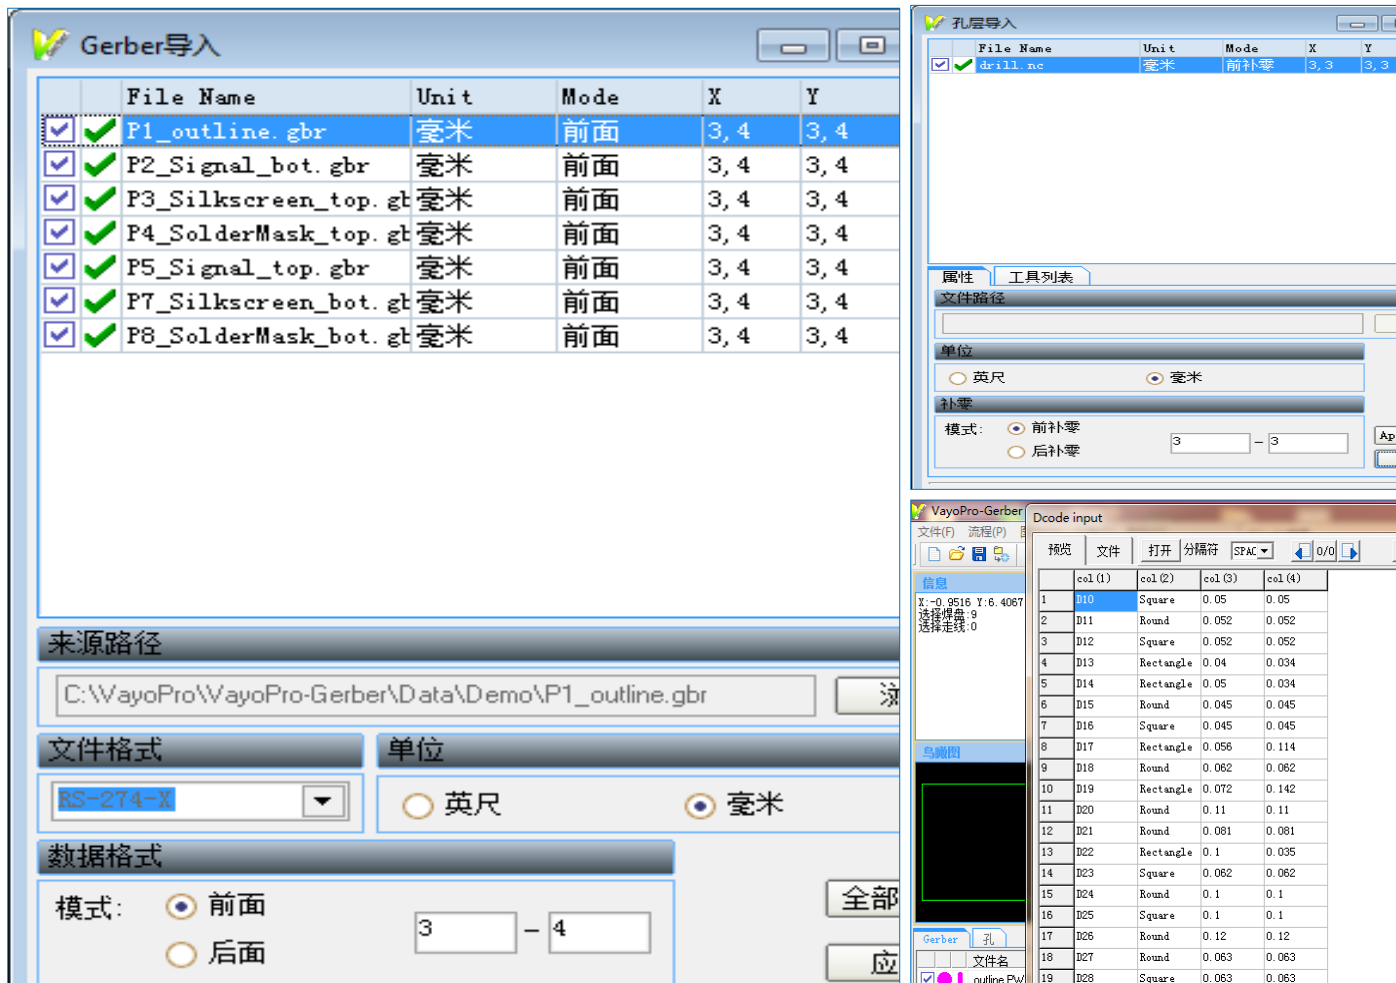 Gerber导入
File Name Unit Mode X Y
P1_outline.gbr 毫米 前面 3,4 3,4
P2_Signal_bot.gbr 毫米 前面 3,4 3,4
P3_Silkscreen_top.gb 毫米 前面 3,4 3,4
P4_SolderMask_top.gb 毫米 前面 3,4 3,4
P5_Signal_top.gbr 毫米 前面 3,4 3,4
P7_Silkscreen_bot.gb 毫米 前面 3,4 3,4
P8_SolderMask_bot.gb 毫米 前面 3,4 3,4
来源路径
C:\VayoPro\VayoPro-Gerber\Data\Demo\P1_outline.gbr
文件格式 单位
RS-274-X 英尺 毫米
数据格式
模式: 前面 3 - 4
后面
全部
应
孔层导入
File Name Unit Mode X Y
drill.nc 毫米 前补零 3,3 3,3
属性 工具列表
文件路径
单位
英尺 毫米
补零
模式: 前补零 3 - 3
后补零
Ap
VayoPro-Gerber
文件(F) 流程(P)
信息
X:-0.9516 Y:6.4067
选择焊盘:9
选择走线:0
鸟瞰图
Gerber 孔
文件名
outline.PW
Dcode input
预览 文件 打开 分隔符 SPAC 0/0
col(1) col(2) col(3) col(4)
1 D10 Square 0.05 0.05
2 D11 Round 0.052 0.052
3 D12 Square 0.052 0.052
4 D13 Rectangle 0.04 0.034
5 D14 Rectangle 0.05 0.034
6 D15 Round 0.045 0.045
7 D16 Square 0.045 0.045
8 D17 Rectangle 0.056 0.114
9 D18 Round 0.062 0.062
10 D19 Rectangle 0.072 0.142
11 D20 Round 0.11 0.11
12 D21 Round 0.081 0.081
13 D22 Rectangle 0.1 0.035
14 D23 Square 0.062 0.062
15 D24 Round 0.1 0.1
16 D25 Square 0.1 0.1
17 D26 Round 0.12 0.12
18 D27 Round 0.063 0.063
19 D28 Square 0.063 0.063